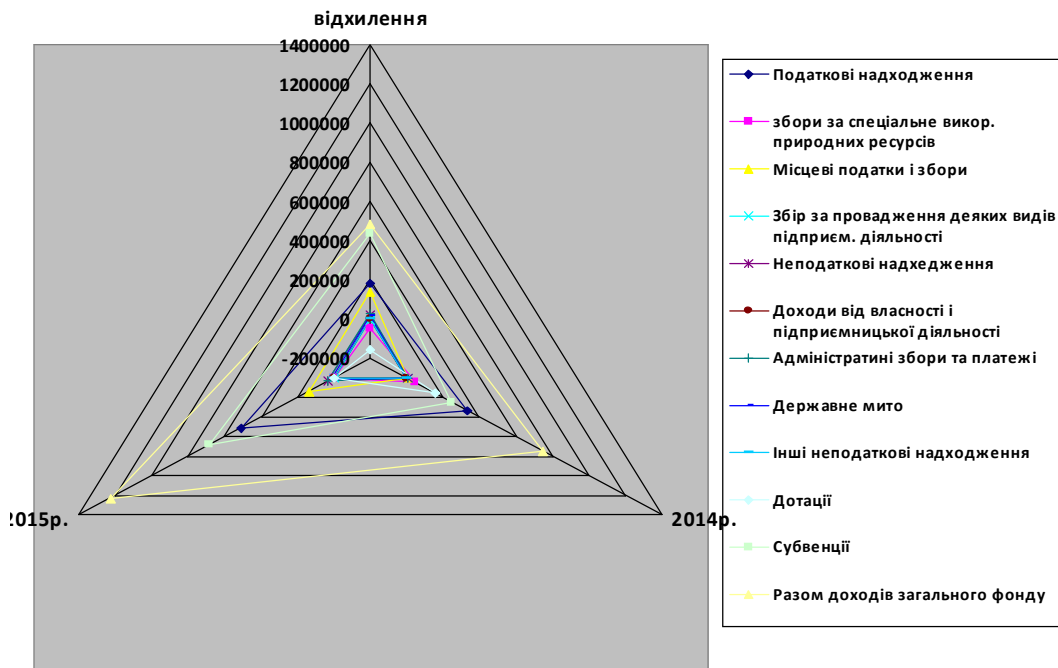 відхилення
1400000
1200000
1000000
800000
600000
400000
200000
0
-200000
2015р.
2014р.
Податкові надходження
збори за спеціальне викор.
природних ресурсів
Місцеві податки і збори
Збір за провадження деяких видів
підприєм. діяльності
Неподаткові надхедження
Доходи від власності і
підприємницької діяльності
Адміністратині збори та платежі
Державне мито
Інші неподаткові надходження
Дотації
Субвенції
Разом доходів загального фонду